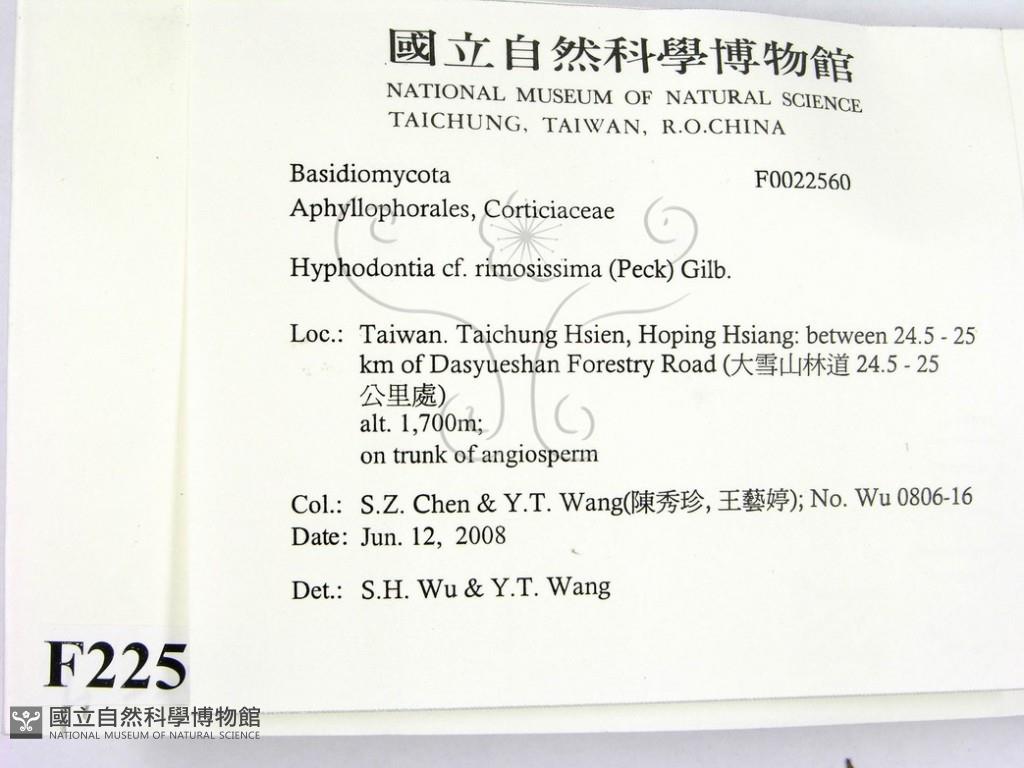 國立自然科學博物館
NATIONAL MUSEUM OF NATURAL SCIENCE
TAICHUNG, TAIWAN, R.O.CHINA
Basidiomycota F0022560
Aphyllophorales, Corticiaceae
Hyphodontia cf. rimosissima (Peck) Gilb.
Loc.: Taiwan. Taichung Hsien, Hoping Hsiang: between 24.5 - 25
km of Dasyueshan Forestry Road (大雪山林道 24.5 - 25
公里處)
alt. 1,700m;
on trunk of angiosperm
Col.: S.Z. Chen & Y.T. Wang(陳秀珍, 王藝婷); No. Wu 0806-16
Date: Jun. 12, 2008
Det.: S.H. Wu & Y.T. Wang
F225
國立自然科學博物館
NATIONAL MUSEUM OF NATURAL SCIENCE